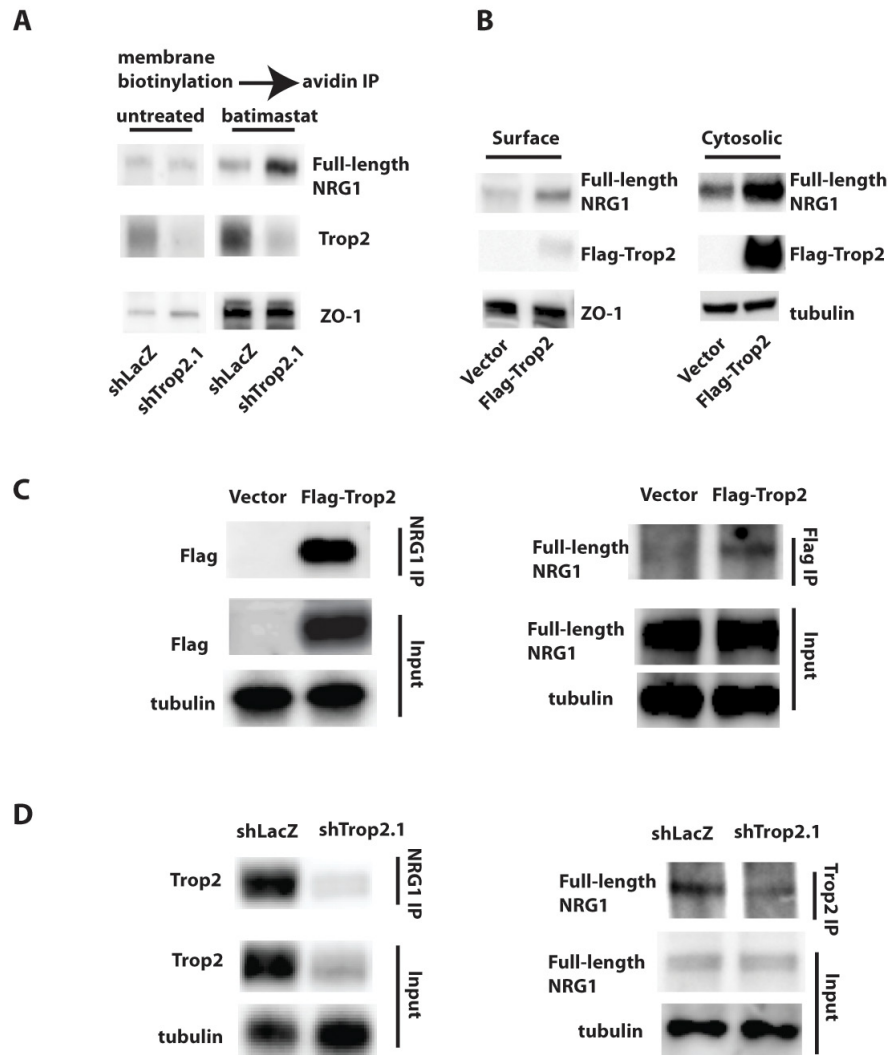 A
membrane
biotinylation avidin IP
untreated batimastat
Full-length
NRG1
Trop2
ZO-1
shLacZ
shTrop2.1
shLacZ
shTrop2.1
B
Surface
Cytosolic
Full-length
NRG1
Full-length
NRG1
Flag-Trop2
Flag-Trop2
ZO-1
tubulin
Vector
Flag-Trop2
Vector
Flag-Trop2
C
Vector Flag-Trop2
Flag
NRG1 IP
Flag
Input
tubulin
Vector Flag-Trop2
Full-length
NRG1
Flag IP
Full-length
NRG1
Input
tubulin
D
shLacZ shTrop2.1
Trop2
NRG1 IP
Trop2
Input
tubulin
shLacZ shTrop2.1
Full-length
NRG1
Trop2 IP
Full-length
NRG1
Input
tubulin